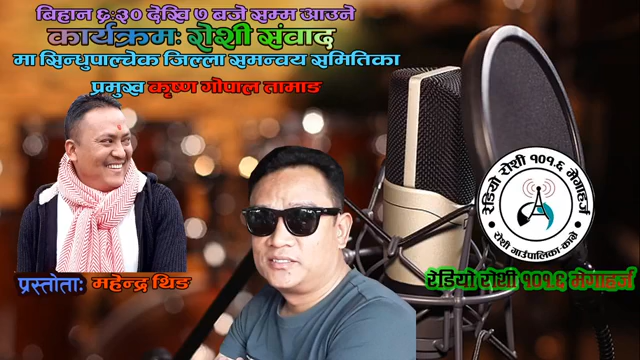 बिहान ६:३० देखि ७ बजे सम्म आउने
कार्यक्रम: रोशी संवाद
मा सिन्धुपाल्चोक जिल्ला समन्वय समितिका
प्रमुख कृष्ण गोपाल तामाङ
रेडियो रोशी १०१.६ मेगाहर्ज
रोशी गाउँपालिका काभ्रे
प्रस्तोताः महेन्द्र थिङ
रेडियो रोशी १०१.६ मेगाहर्ज